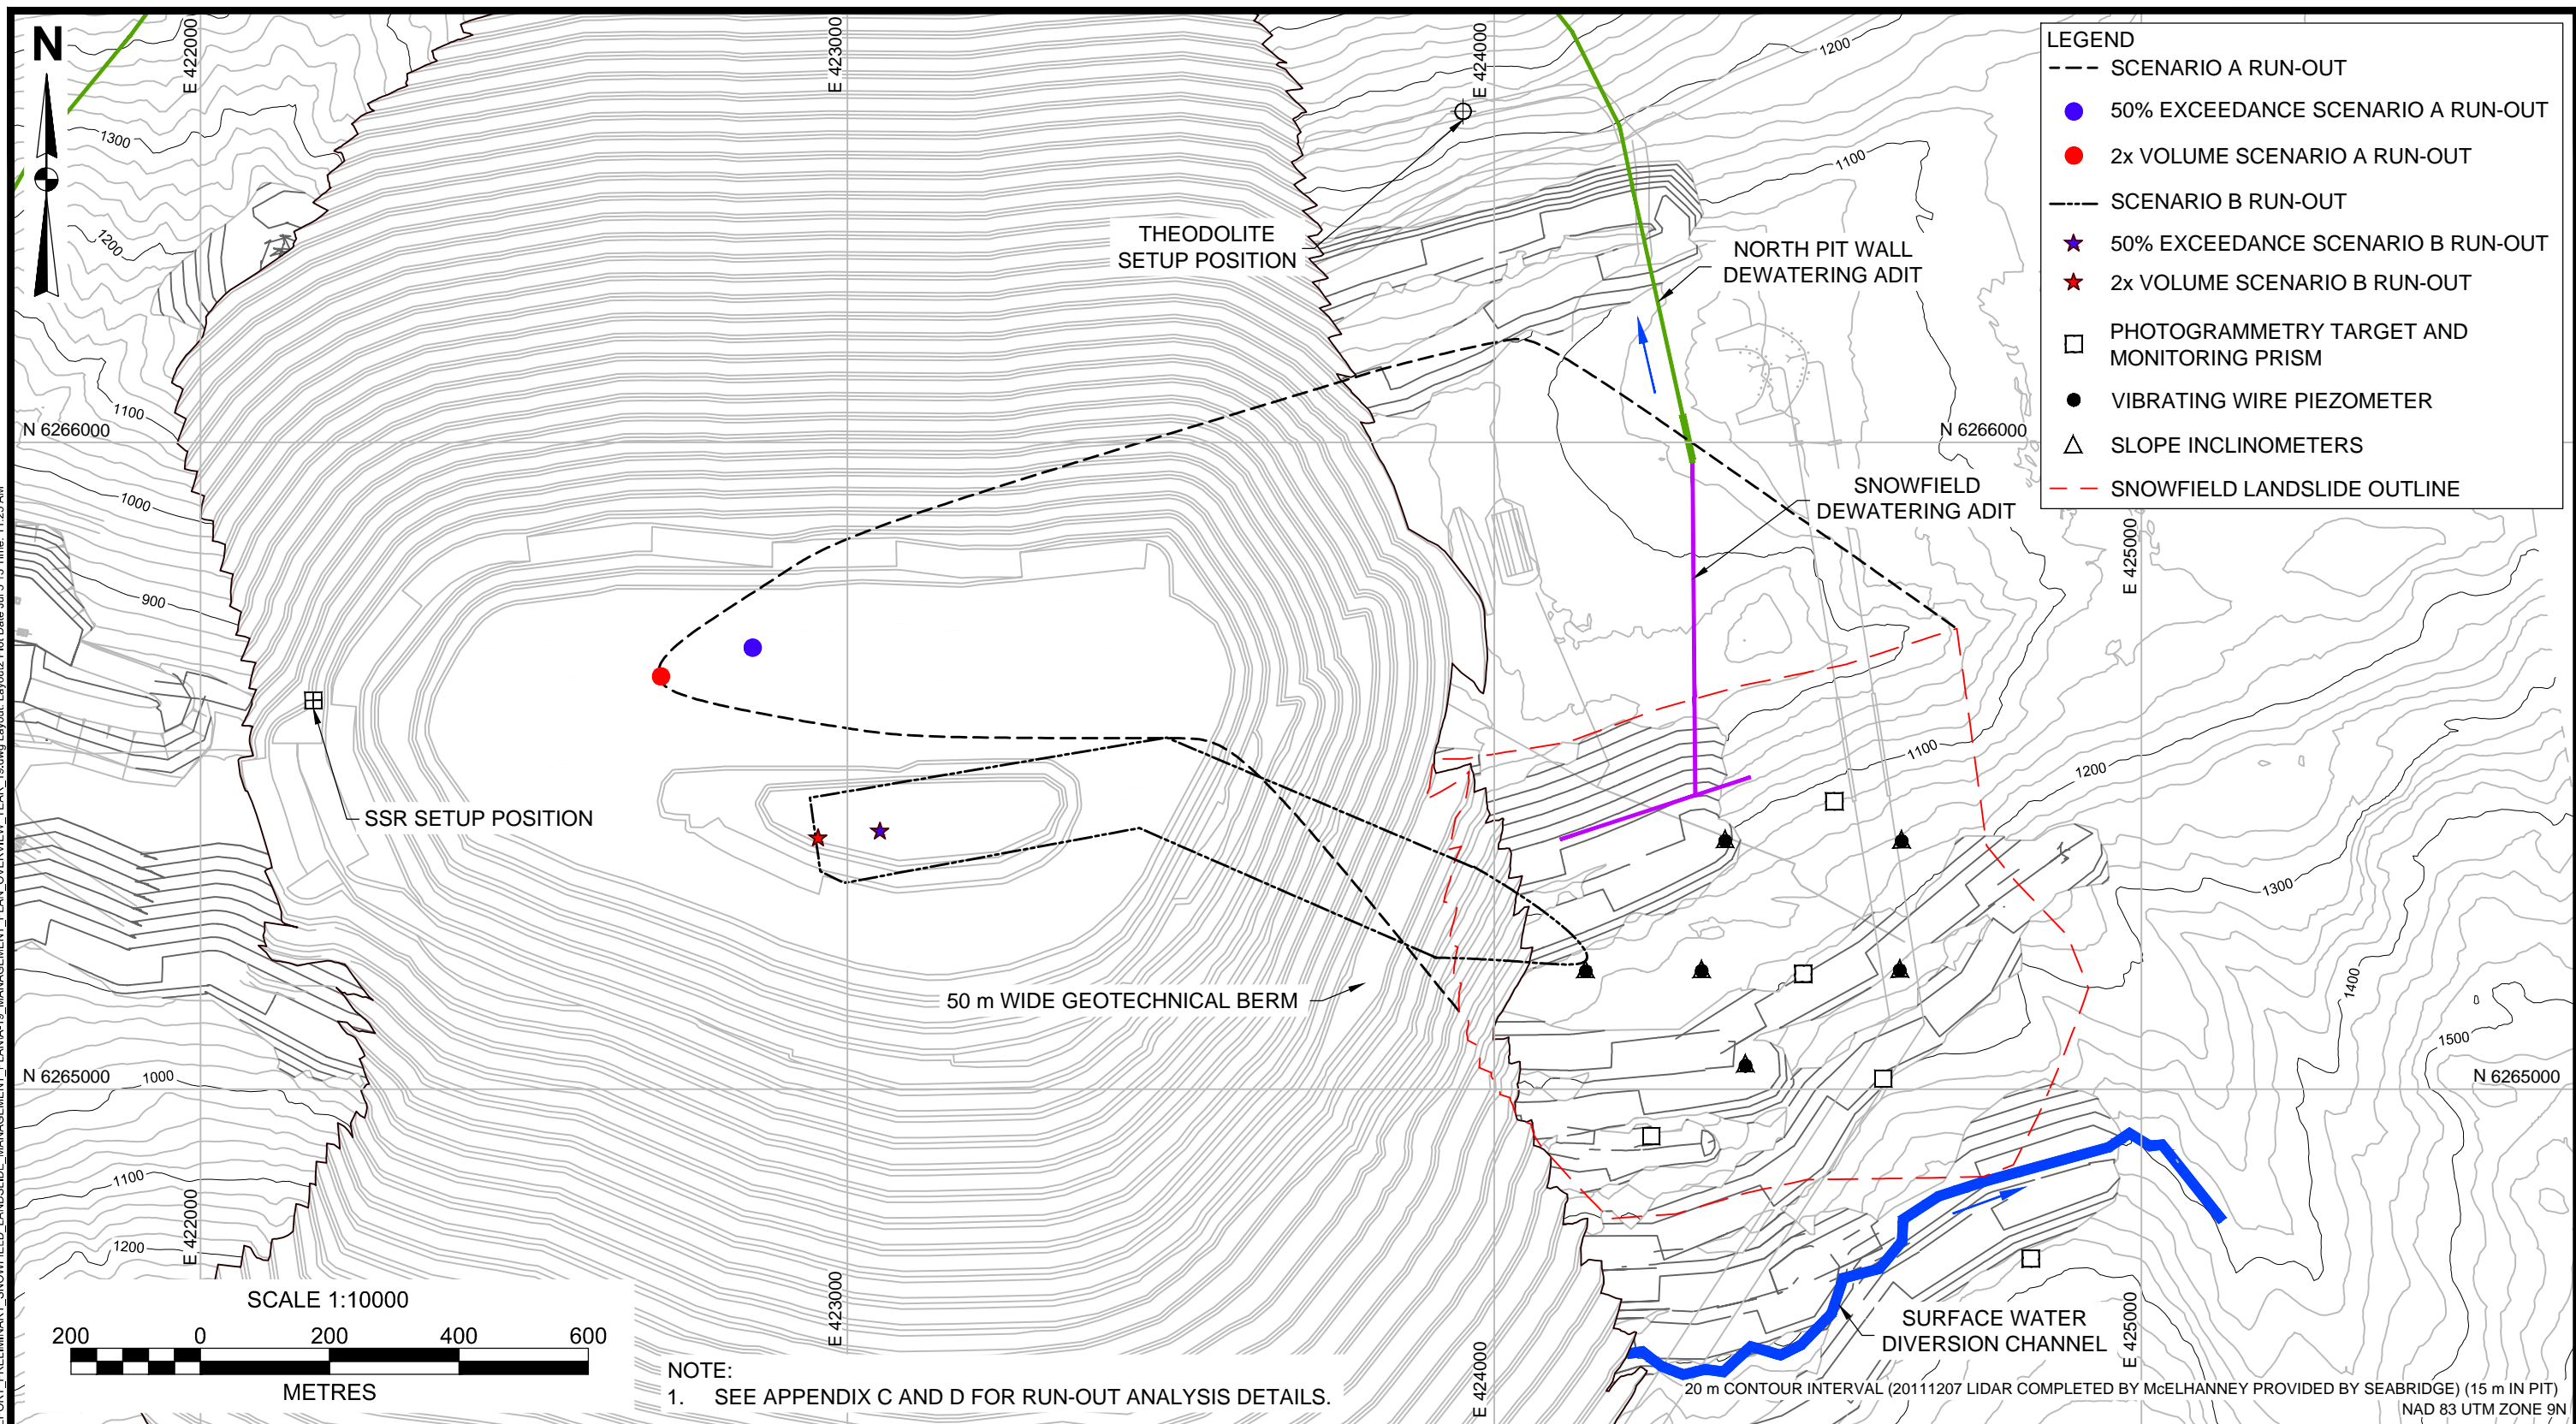 N
E 422000
E 423000
E 424000
1200
1300
1200
1100
THEODOLITE
SETUP POSITION
NORTH PIT WALL
DEWATERING ADIT
LEGEND
SCENARIO A RUN-OUT
50% EXCEEDANCE SCENARIO A RUN-OUT
2x VOLUME SCENARIO A RUN-OUT
SCENARIO B RUN-OUT
50% EXCEEDANCE SCENARIO B RUN-OUT
2x VOLUME SCENARIO B RUN-OUT
PHOTOGRAMMETRY TARGET AND
MONITORING PRISM
VIBRATING WIRE PIEZOMETER
SLOPE INCLINOMETERS
SNOWFIELD LANDSLIDE OUTLINE
1100
N 6266000
N 6266000
1000
SNOWFIELD
DEWATERING ADIT
E 425000
900
1100
1200
SSR SETUP POSITION
1300
1400
50 m WIDE GEOTECHNICAL BERM
1500
N 6265000
1000
N 6265000
1100
E 422000
1200
SCALE 1:10000
200 0 200 400 600
METRES
E 423000
E 424000
E 425000
SURFACE WATER
DIVERSION CHANNEL
NOTE:
1. SEE APPENDIX C AND D FOR RUN-OUT ANALYSIS DETAILS.
20 m CONTOUR INTERVAL (20111207 LIDAR COMPLETED BY McELHANNEY PROVIDED BY SEABRIDGE) (15 m IN PIT)
NAD 83 UTM ZONE 9N